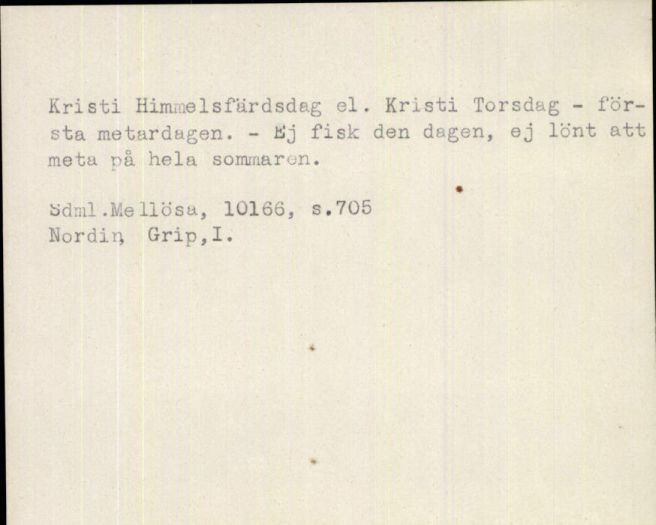 Kristi Himmelsfärdsdag el. Kristi Torsdag - för-
sta metardagen. - Ej fisk den dagen, ej lönt att
meta på hela sommaren.
Sdml.Mellösa, 10166, s.705
Nordin, Grip,I.